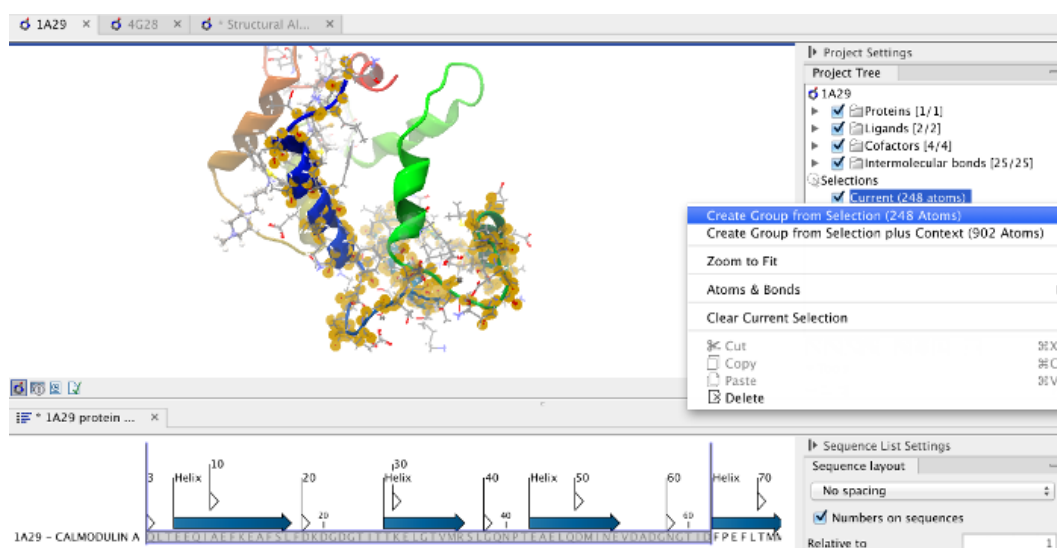 1A29 × 4G28 × * Structural Al... ×
Project Settings
Project Tree
1A29
Proteins [1/1]
Ligands [2/2]
Cofactors [4/4]
Intermolecular bonds [25/25]
Selections
Current (248 atoms)
Create Group from Selection (248 Atoms)
Create Group from Selection plus Context (902 Atoms)
Zoom to Fit
Atoms & Bonds
Clear Current Selection
Cut ⌘X
Copy ⌘C
Paste ⌘V
Delete
* 1A29 protein ... ×
Sequence List Settings
Sequence layout
No spacing
Numbers on sequences
Relative to 1
3 Helix 10 20 Helix 30 40 Helix 50 60 Helix 70
20 40 60
1A29 - CALMODULIN A FPEFLTM